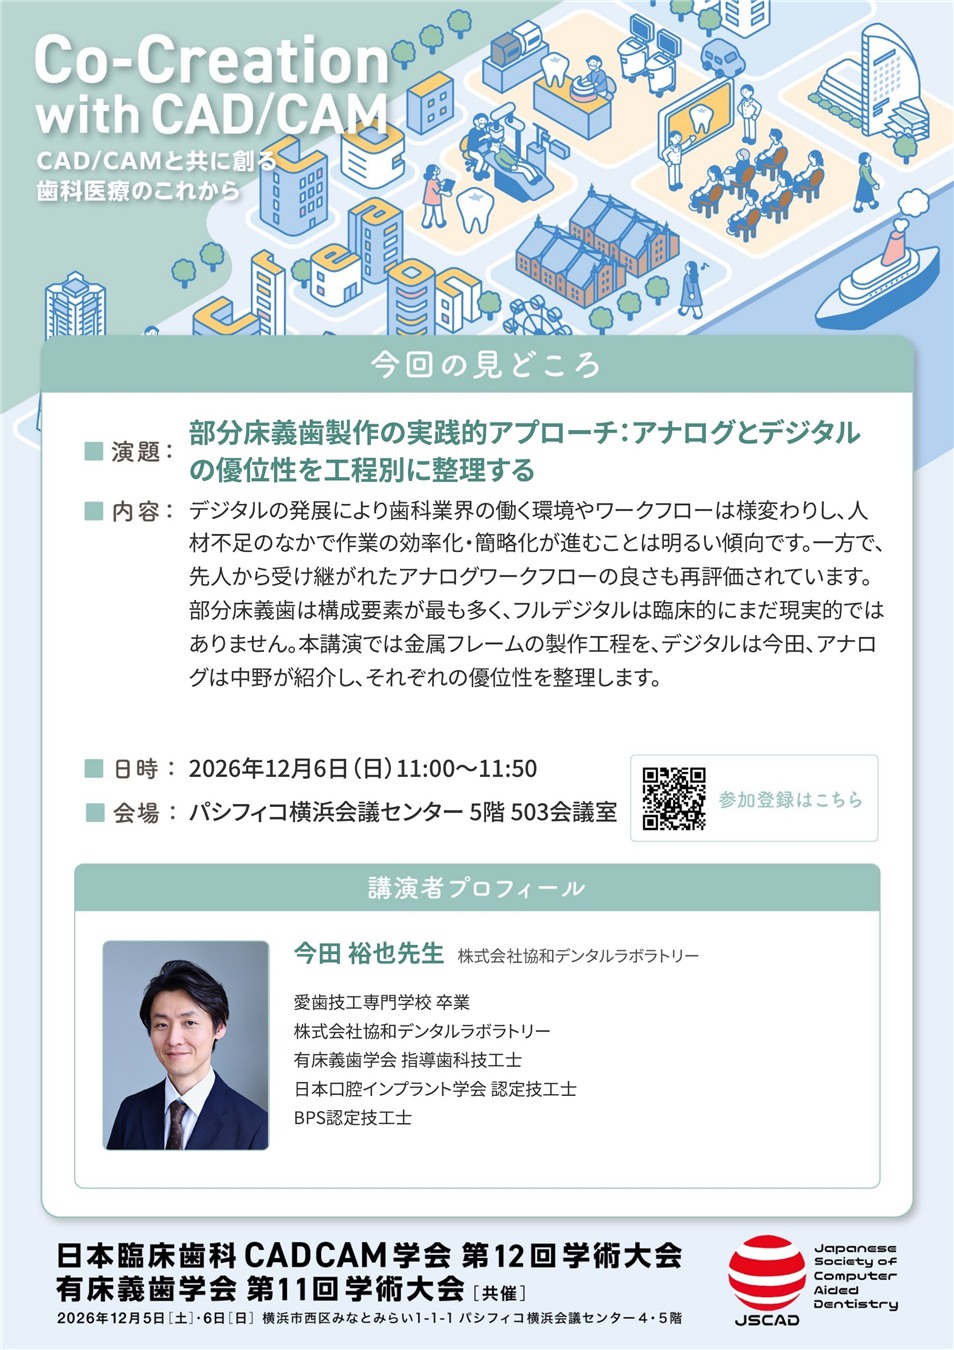 Co-Creation
with CAD/CAM
CAD/CAMと共に創る
歯科医療のこれから
Creation
今回の見どころ
演題：
部分床義歯製作の実践的アプローチ：アナログとデジタル
の優位性を工程別に整理する
内容：
デジタルの発展により歯科業界の働く環境やワークフローは様変わりし、人
材不足のなかで作業の効率化・簡略化が進むことは明るい傾向です。一方で、
先人から受け継がれたアナログワークフローの良さも再評価されています。
部分床義歯は構成要素が最も多く、フルデジタルは臨床的にまだ現実的では
ありません。本講演では金属フレームの製作工程を、デジタルは今田、アナロ
グは中野が紹介し、それぞれの優位性を整理します。
日時： 2026年12月6日（日）11:00～11:50
会場： パシフィコ横浜会議センター 5階 503会議室
参加登録はこちら
講演者プロフィール
今田 裕也先生 株式会社協和デンタルラボラトリー
愛歯技工専門学校 卒業
株式会社協和デンタルラボラトリー
有床義歯学会 指導歯科技工士
日本口腔インプラント学会 認定技工士
BPS認定技工士
日本臨床歯科CADCAM学会 第12回学術大会
有床義歯学会 第11回学術大会［共催］
2026年12月5日［土］・6日［日］ 横浜市西区みなとみらい1-1-1 パシフィコ横浜会議センター4・5階
JSCAD
Japanese
Society of
Computer
Aided
Dentistry